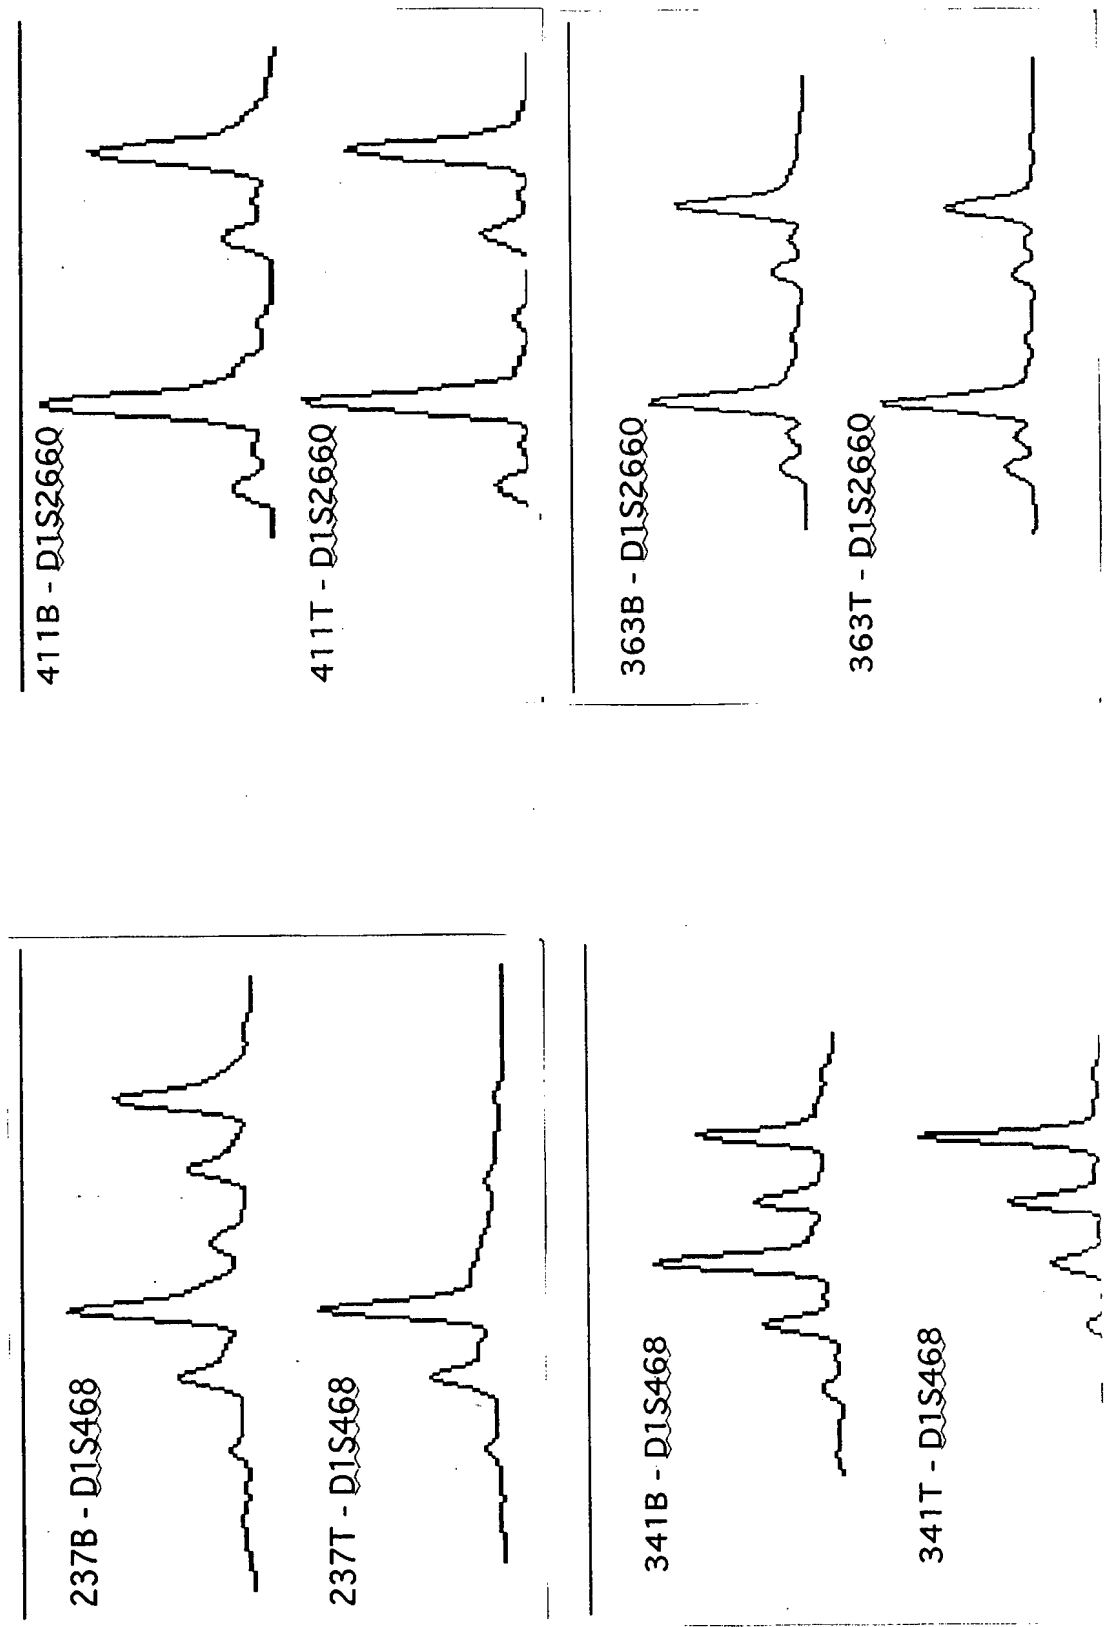 237B - D1S468
237T - D1S468
341B - D1S468
341T - D1S468
411B - D1S2660
411T - D1S2660
363B - D1S2660
363T - D1S2660